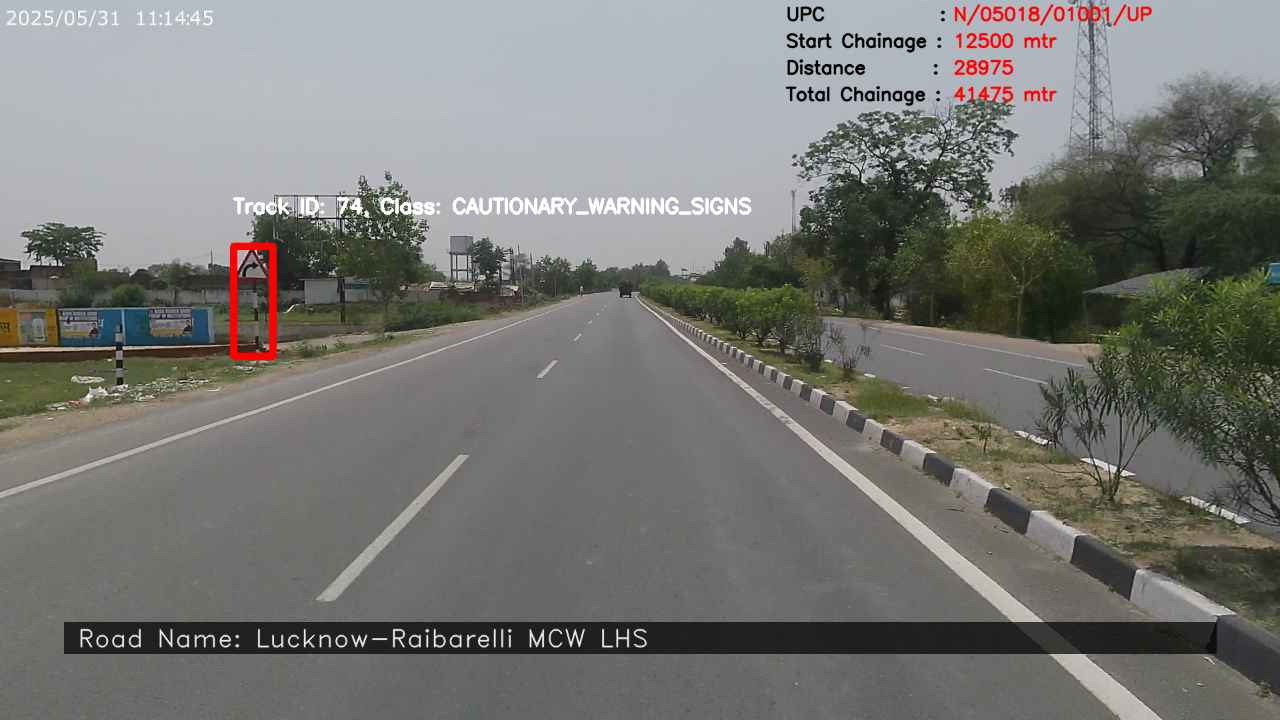 2025/05/31 11:14:45
UPC : N/05018/01001/UP
Start Chainage : 12500 mtr
Distance : 28975
Total Chainage : 41475 mtr
Track ID: 74, Class: CAUTIONARY_WARNING_SIGNS
Road Name: Lucknow-Raibarelli MCW LHS